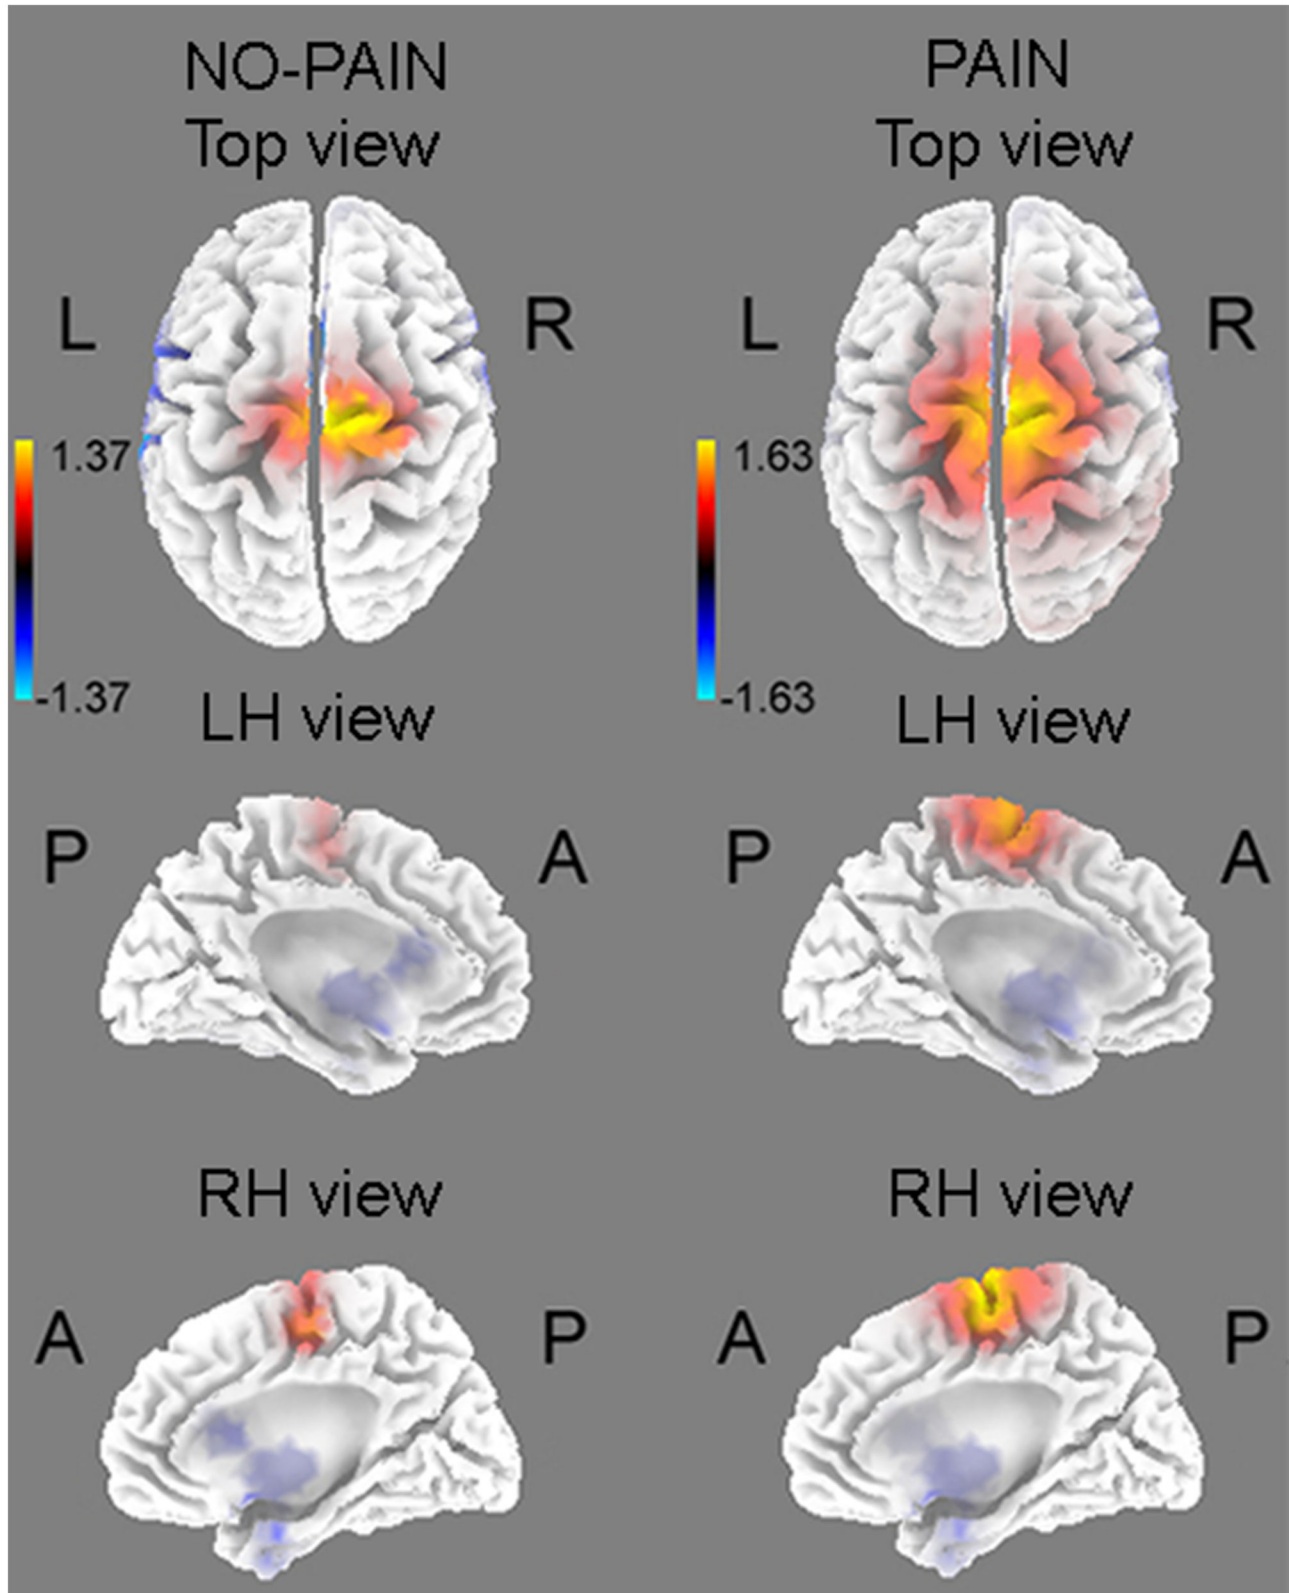 NO-PAIN
Top view
PAIN
Top view
L
R
L
R
1.37
-1.37
1.63
-1.63
LH view
LH view
P
A
P
A
RH view
RH view
A
P
A
P